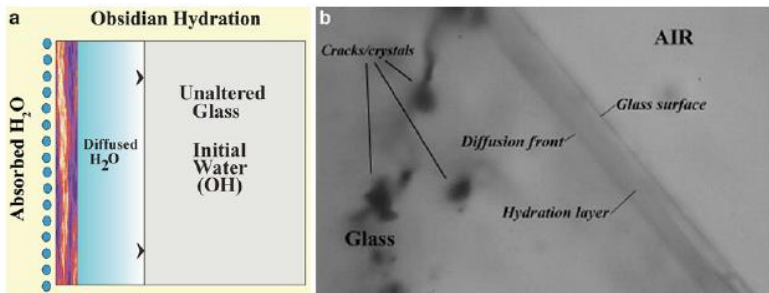 a
Obsidian Hydration
Absorbed H2O
Diffused
H2O
Unaltered
Glass
Initial
Water
(OH)
b
Cracks/crystals
AIR
Glass surface
Diffusion front
Hydration layer
Glass